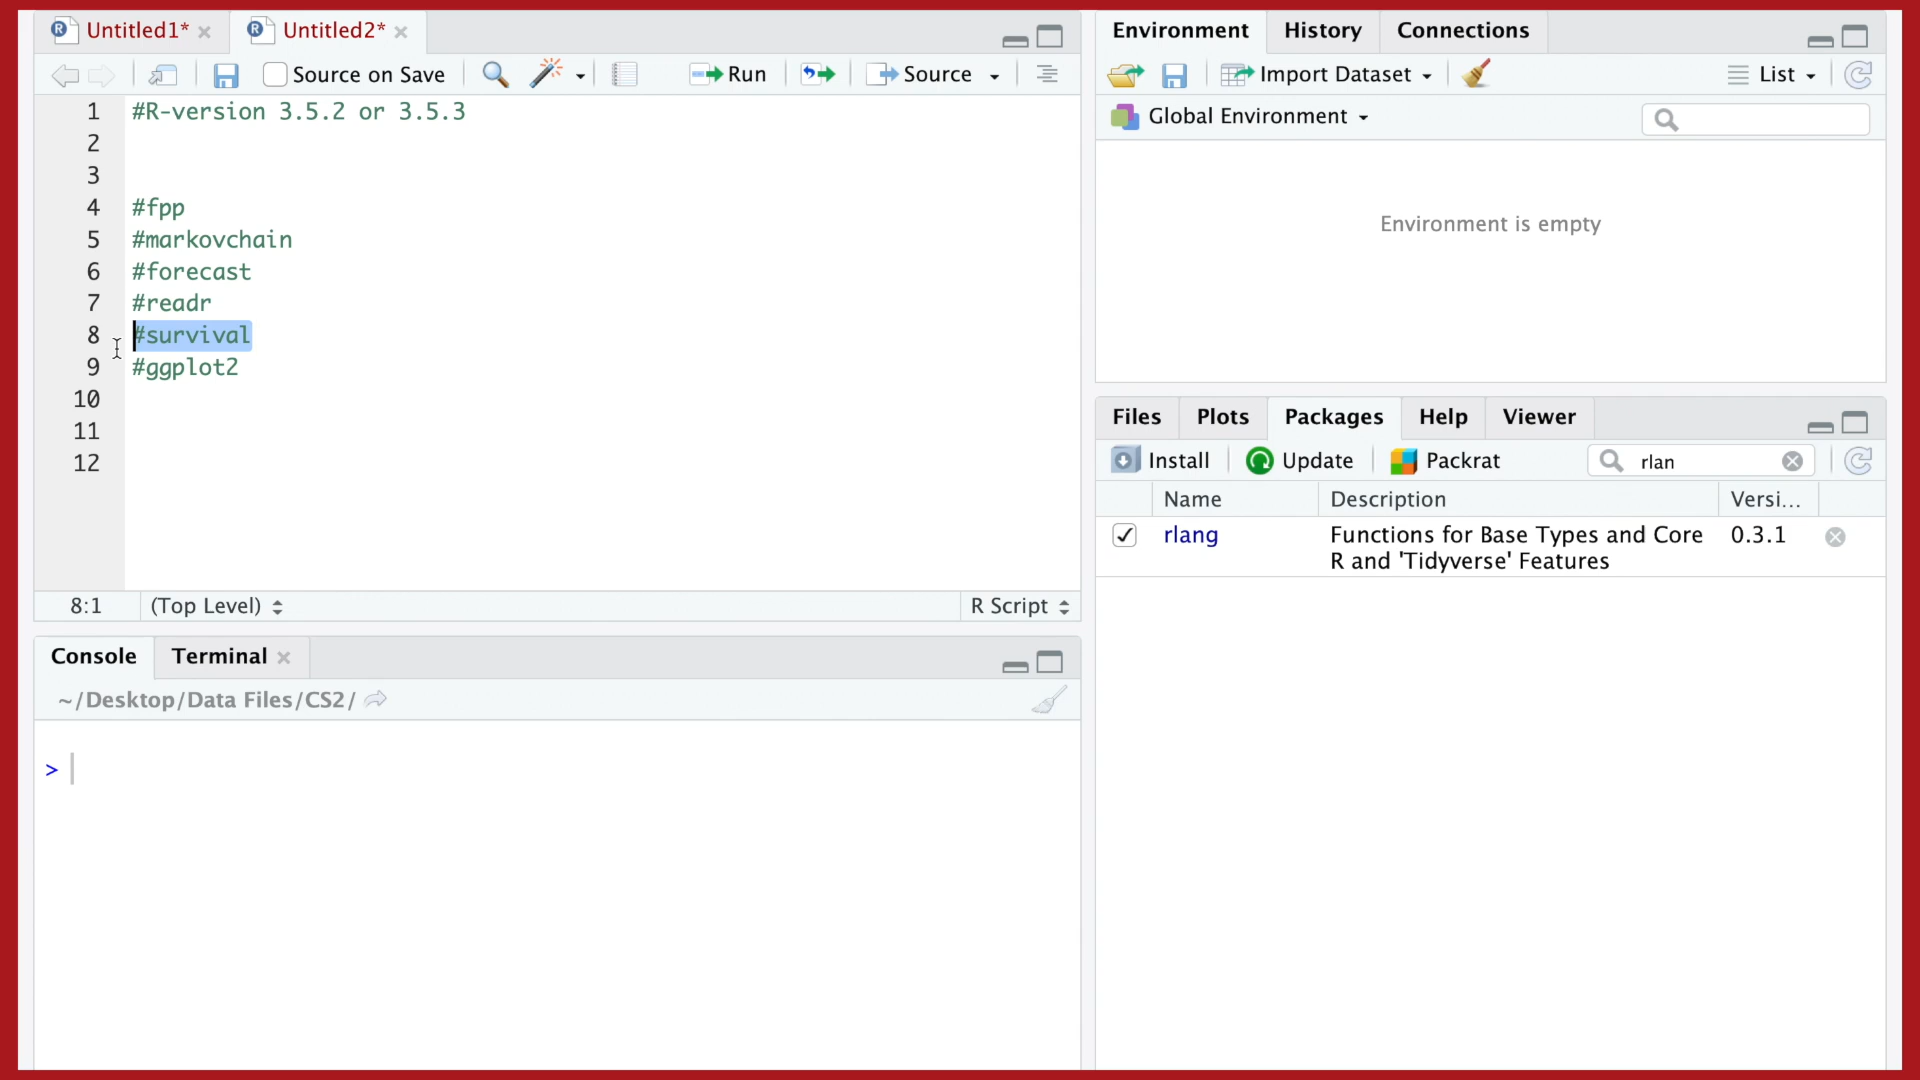 Untitled1*
Untitled2*
Source on Save
Run
Source
1 #R-version 3.5.2 or 3.5.3
2
3
4 #fpp
5 #markovchain
6 #forecast
7 #readr
8 #survival
9 #ggplot2
10
11
12
8:1 (Top Level) R Script
Console Terminal
~/Desktop/Data Files/CS2/
>
Environment History Connections
Import Dataset List
Global Environment
Environment is empty
Files Plots Packages Help Viewer
Install Update Packrat rlan
Name Description Versi...
rlang Functions for Base Types and Core 0.3.1
R and 'Tidyverse' Features